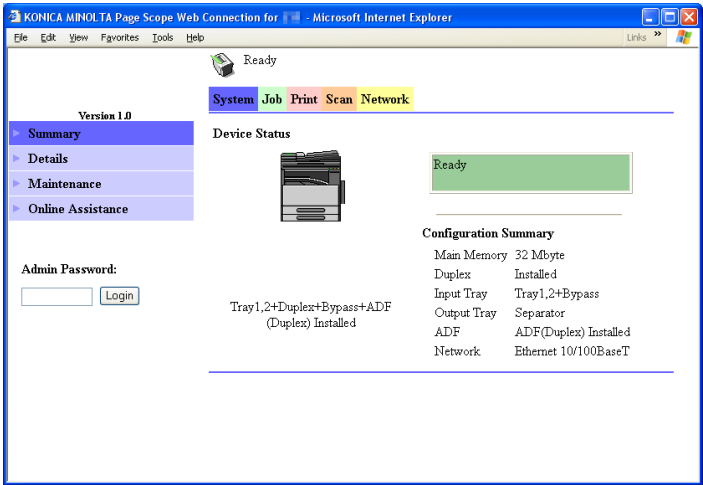 KONICA MINOLTA Page Scope Web Connection for - Microsoft Internet Explorer
File Edit View Favorites Tools Help Links »
Ready
System Job Print Scan Network
Version 1.0
Summary
Details
Maintenance
Online Assistance
Admin Password:
Login
Device Status
Tray1,2+Duplex+Bypass+ADF
(Duplex) Installed
Ready
Configuration Summary
Main Memory 32 Mbyte
Duplex Installed
Input Tray Tray1,2+Bypass
Output Tray Separator
ADF ADF(Duplex) Installed
Network Ethernet 10/100BaseT